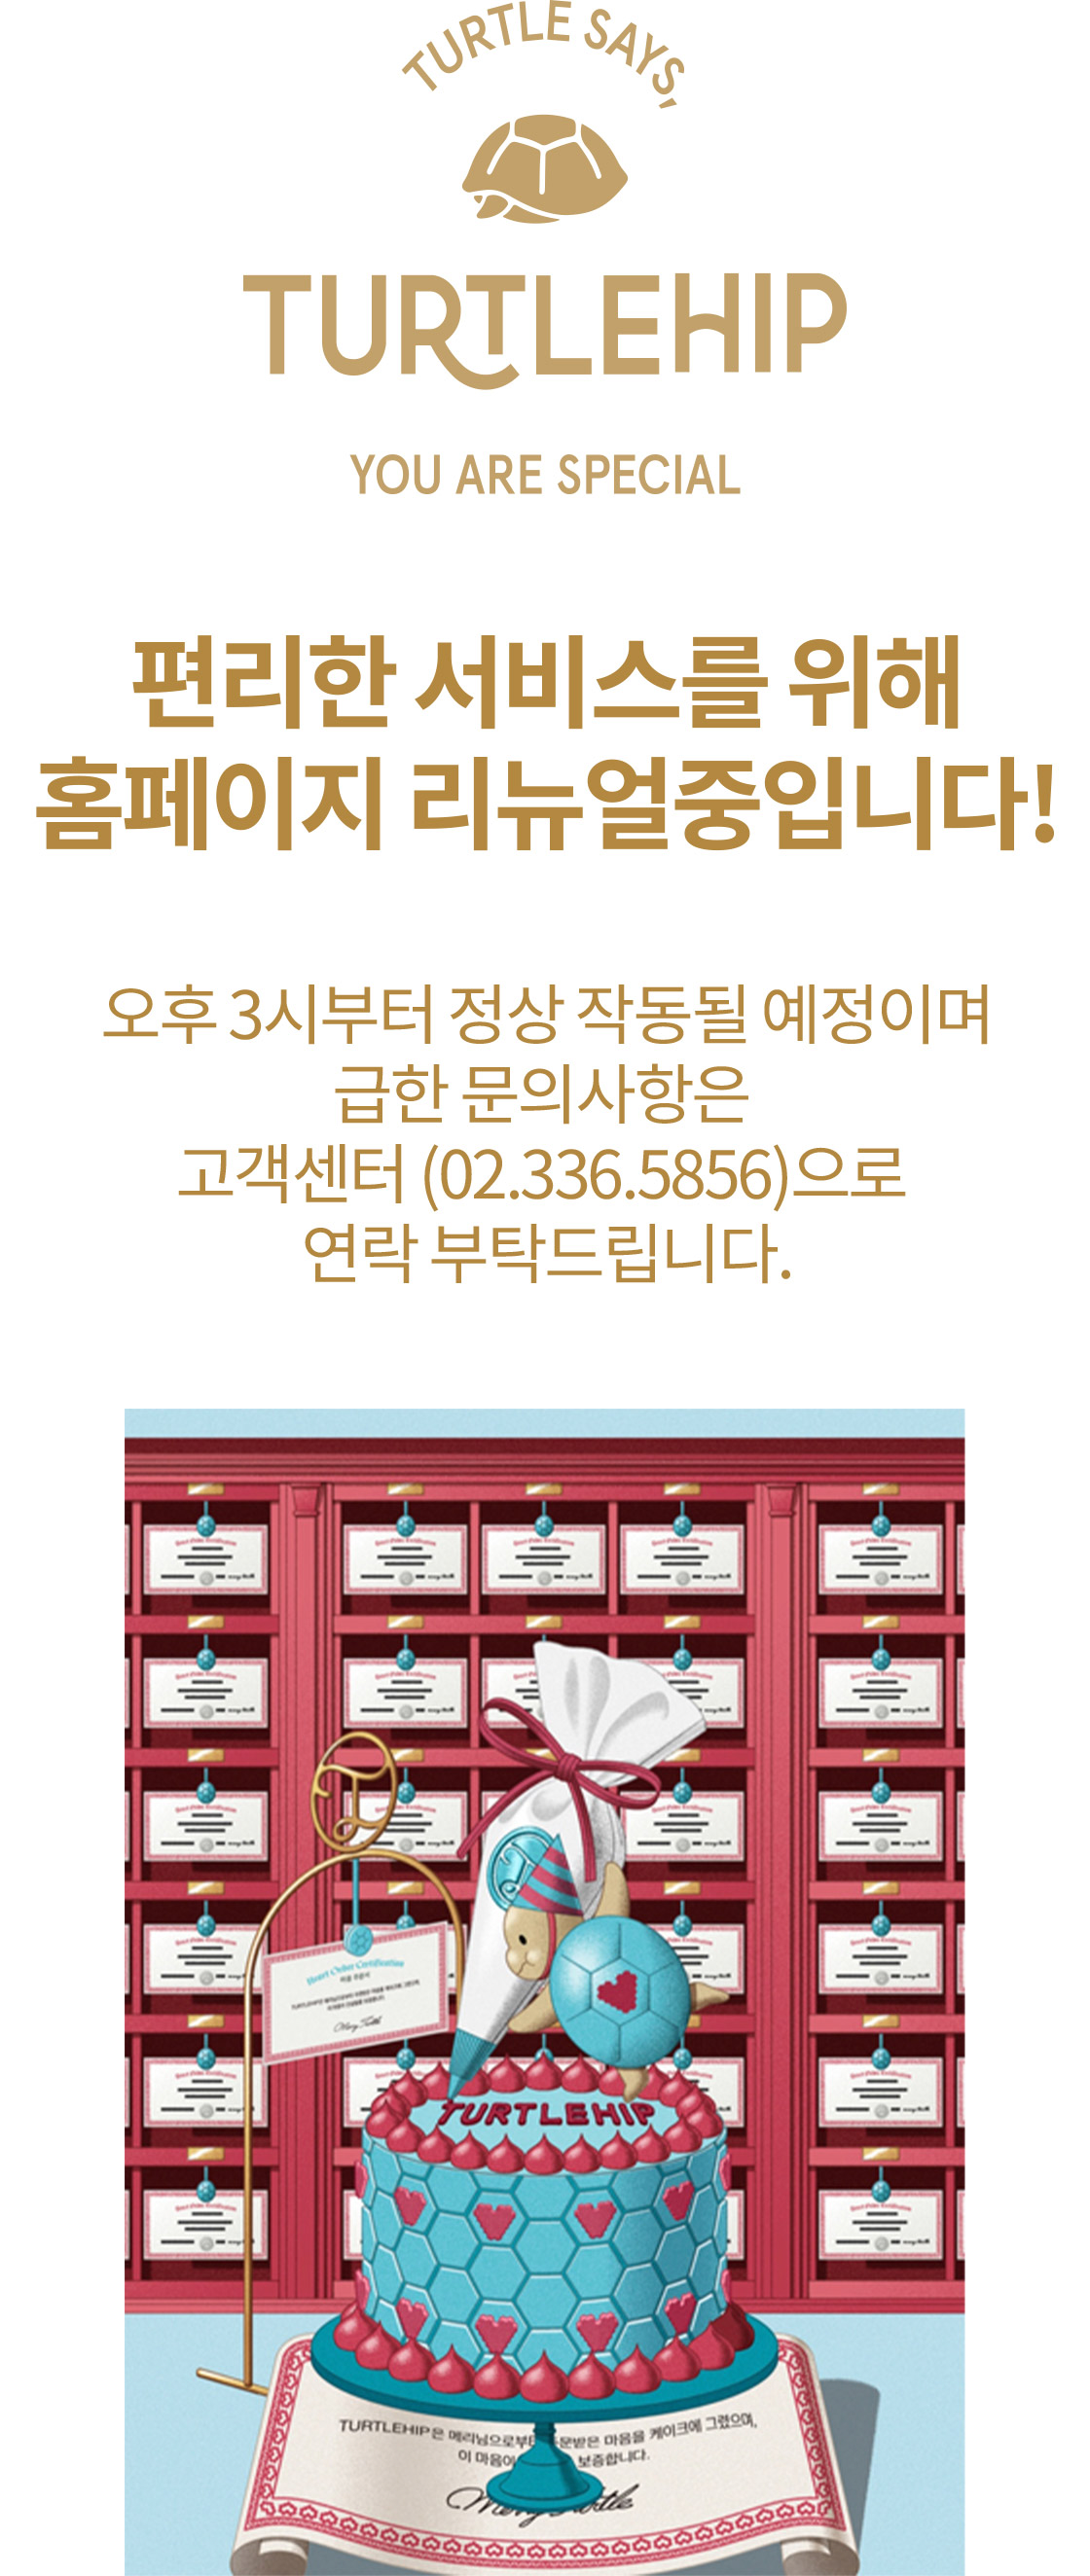 TURTLE SAYS,
TURTLEHIP
YOU ARE SPECIAL
편리한 서비스를 위해
홈페이지 리뉴얼중입니다!
오후 3시부터 정상 작동될 예정이며
급한 문의사항은
고객센터 (02.336.5856)으로
연락 부탁드립니다.
Heart Order Certification
Merry Turtle
TURTLEHIP
TURTLEHIP은 메리님으로부터 주문받은 마음을 케이크에 그렸으며,
이 마음이 보증합니다.
Merry Turtle